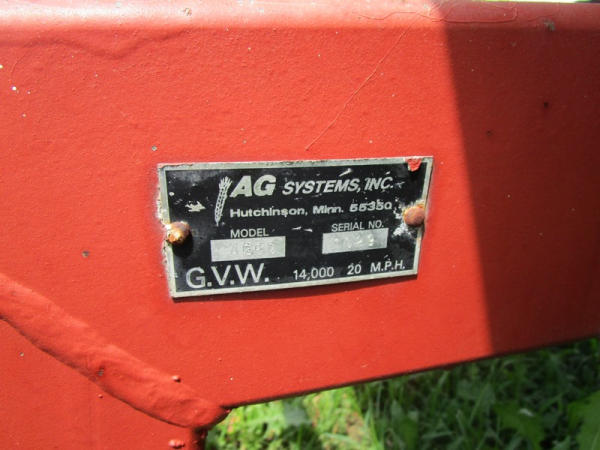 AG SYSTEMS, INC.
Hutchinson, Minn. 55350
MODEL SERIAL NO.
G.V.W. 14,000 20 M.P.H.